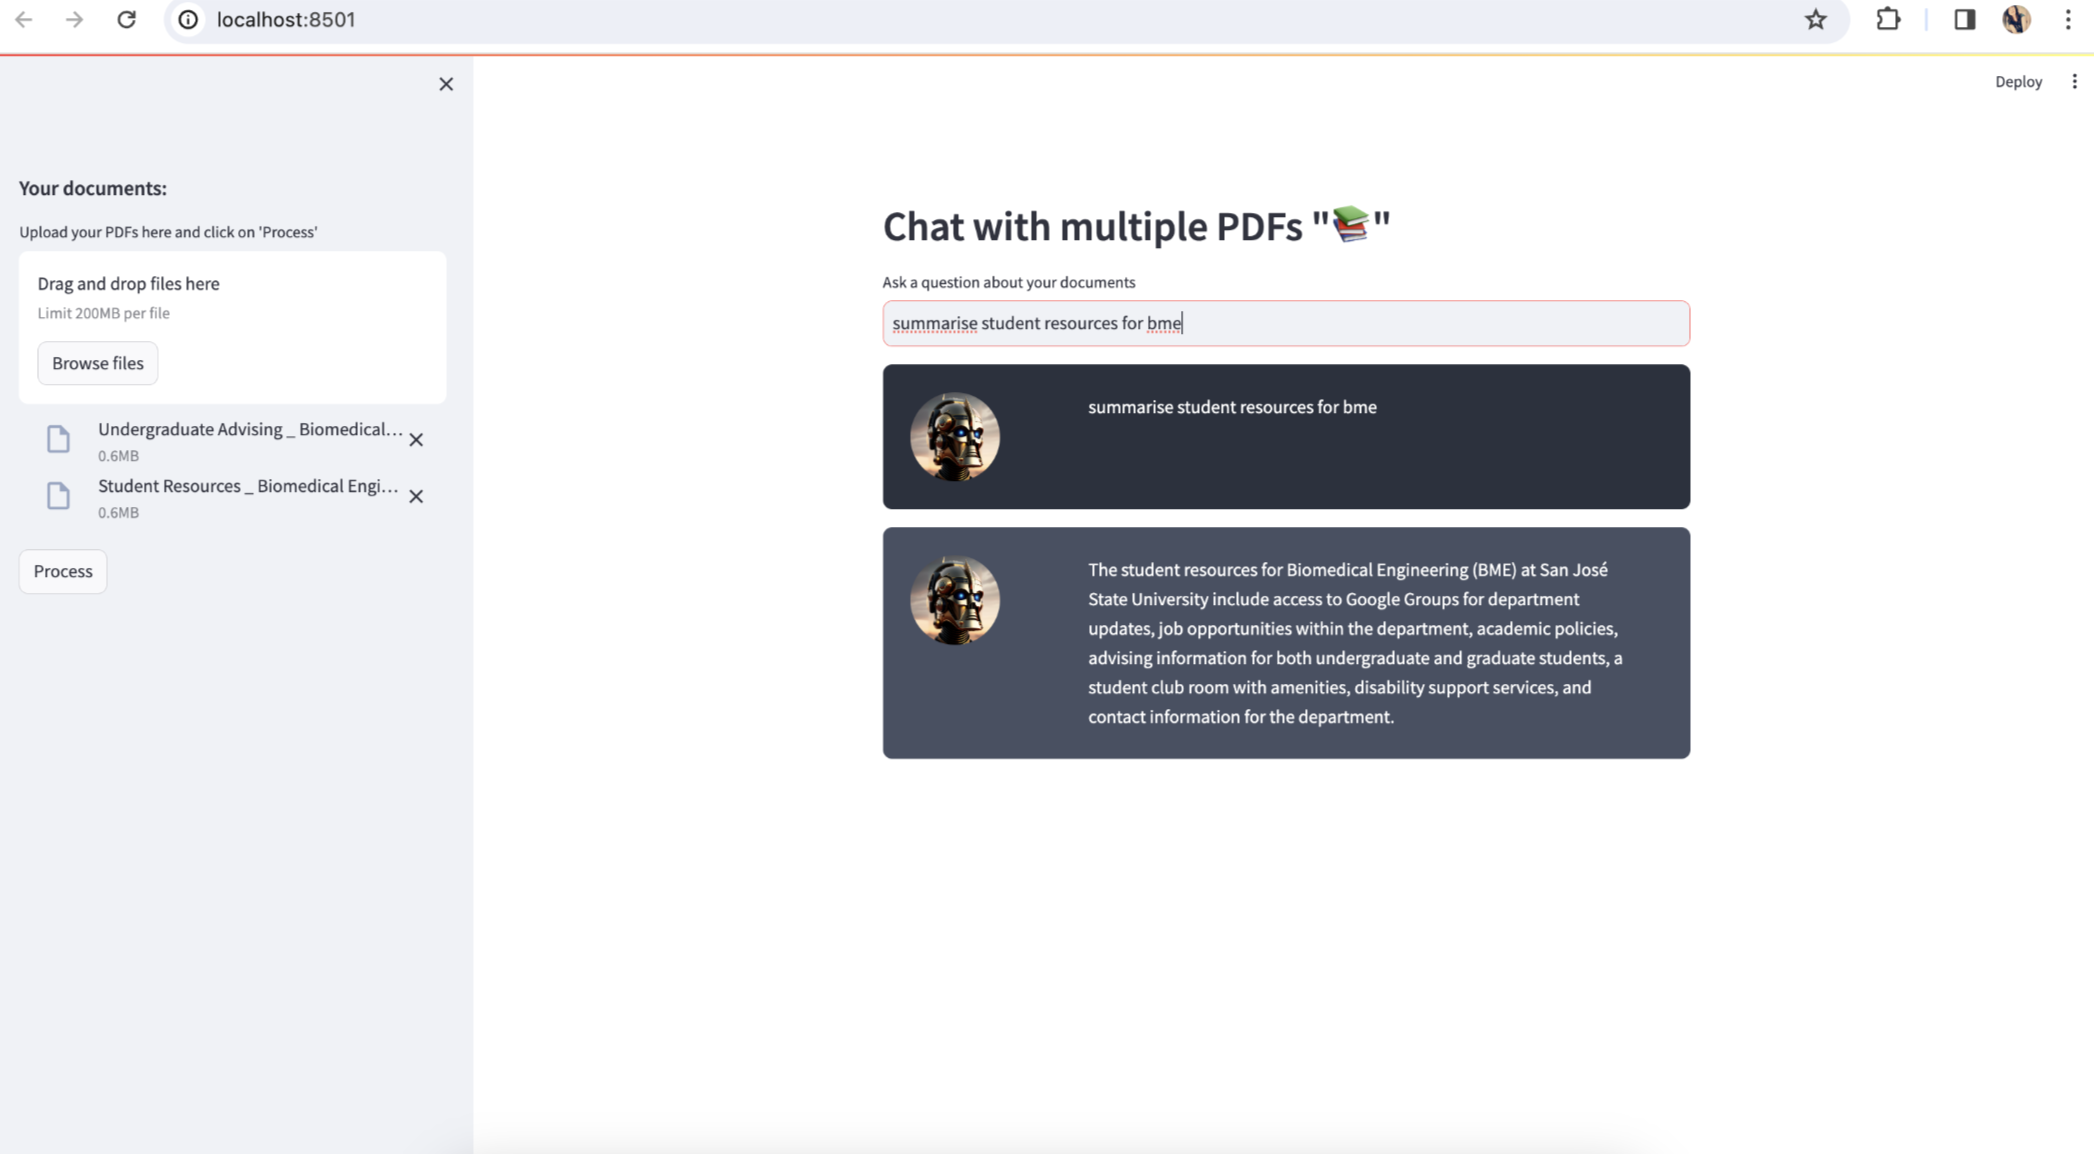 localhost:8501
Deploy
Your documents:
Upload your PDFs here and click on 'Process'
Drag and drop files here
Limit 200MB per file
Browse files
Undergraduate Advising _ Biomedical...
0.6MB
Student Resources _ Biomedical Engi...
0.6MB
Process
Chat with multiple PDFs "📚"
Ask a question about your documents
summarise student resources for bme
summarise student resources for bme
The student resources for Biomedical Engineering (BME) at San José
State University include access to Google Groups for department
updates, job opportunities within the department, academic policies,
advising information for both undergraduate and graduate students, a
student club room with amenities, disability support services, and
contact information for the department.